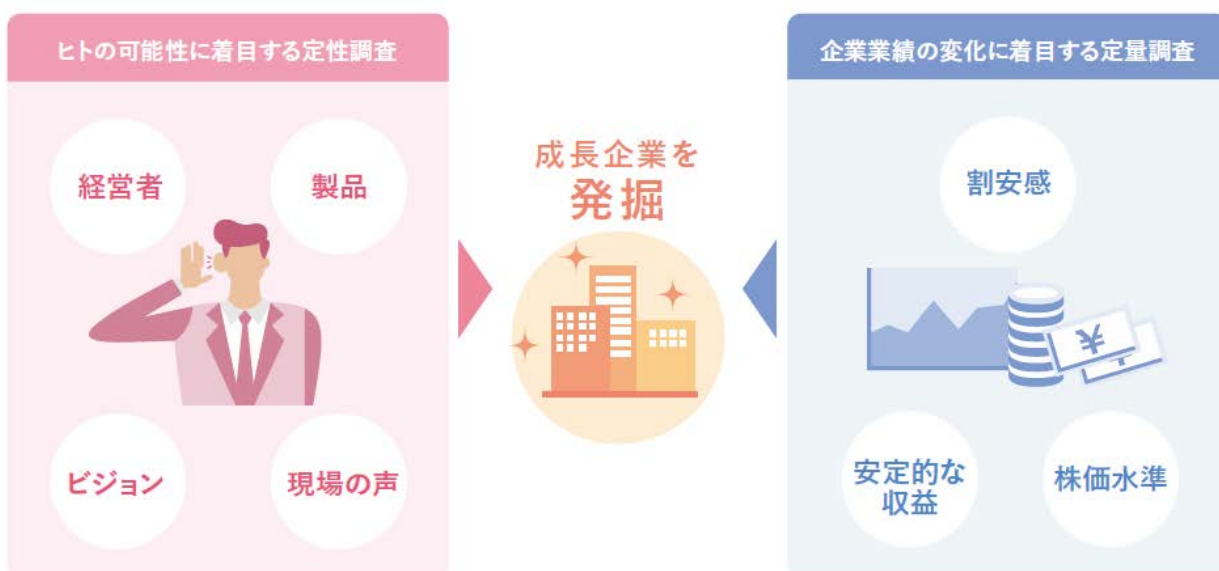 ヒトの可能性に着目する定性調査
経営者
製品
ビジョン
現場の声
成長企業を
発掘
企業業績の変化に着目する定量調査
割安感
¥
安定的な
収益
株価水準